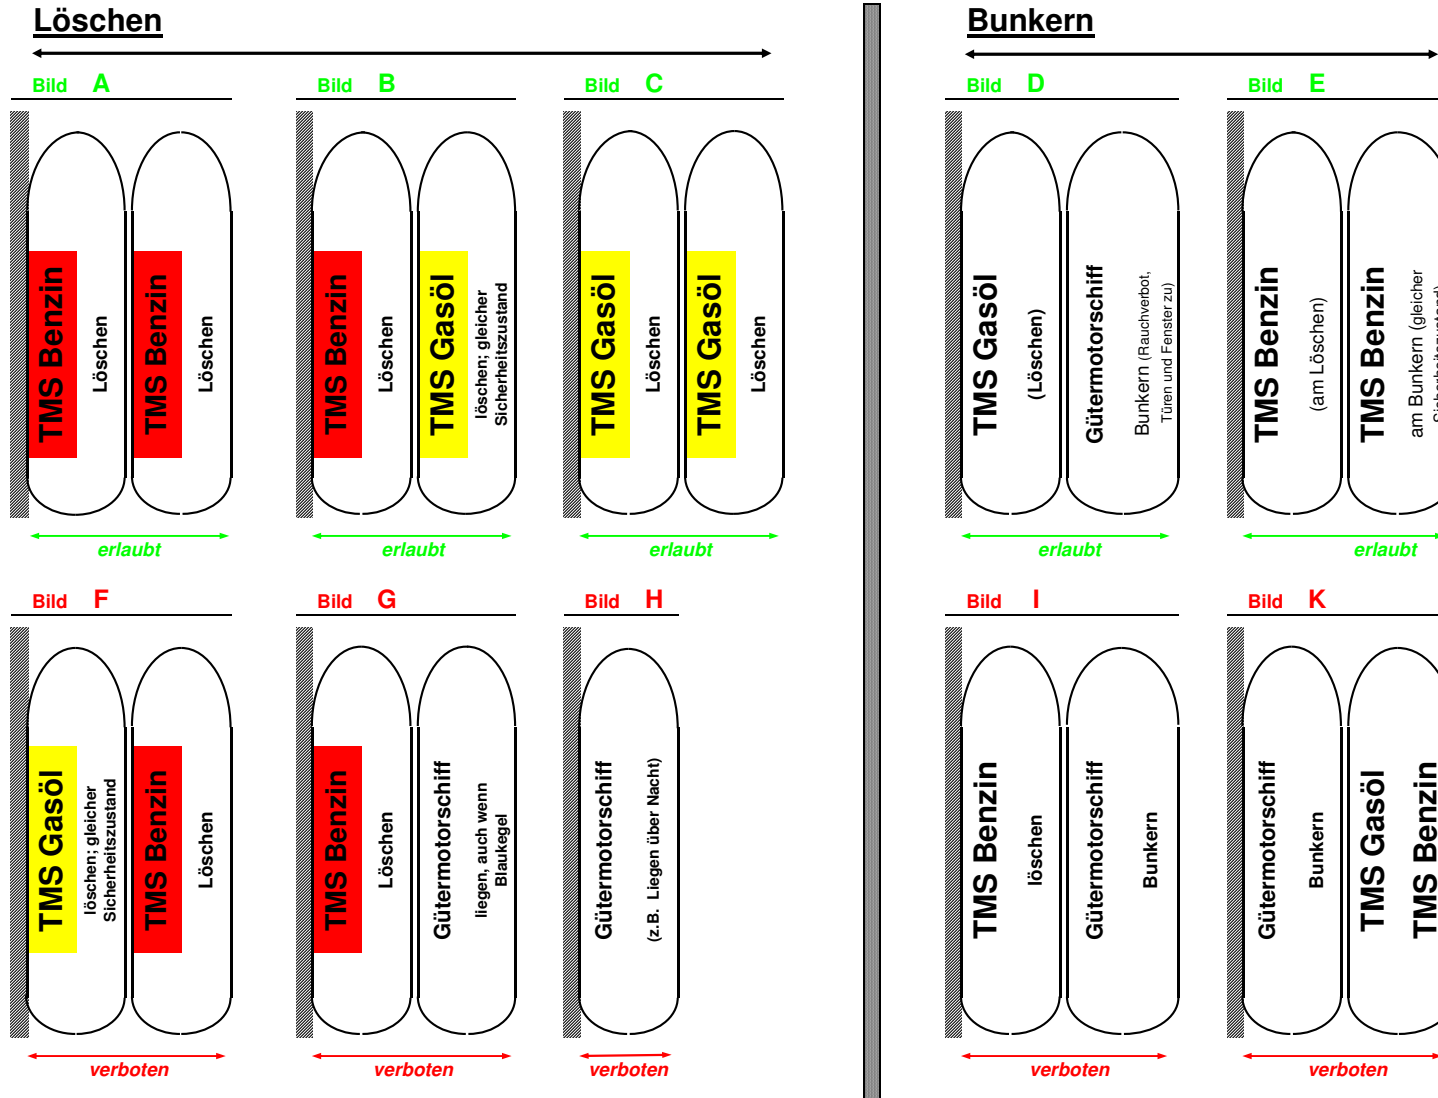 Löschen
Bunkern
Bild A
Bild B
Bild C
Bild D
Bild E
TMS Benzin
Löschen
TMS Benzin
Löschen
TMS Benzin
Löschen
TMS Gasöl
löschen; gleicher
Sicherheitszustand
TMS Gasöl
Löschen
TMS Gasöl
Löschen
TMS Gasöl
(Löschen)
Gütermotorschiff
Bunkern (Rauchverbot,
Türen und Fenster zu)
TMS Benzin
(am Löschen)
TMS Benzin
am Bunkern (gleicher
erlaubt
erlaubt
erlaubt
erlaubt
erlaubt
Bild F
Bild G
Bild H
Bild I
Bild K
TMS Gasöl
löschen; gleicher
Sicherheitszustand
TMS Benzin
Löschen
TMS Benzin
Löschen
Gütermotorschiff
liegen, auch wenn
Blaukegel
Gütermotorschiff
(z.B. Liegen über Nacht)
TMS Benzin
löschen
Gütermotorschiff
Bunkern
Gütermotorschiff
Bunkern
TMS Gasöl
TMS Benzin
verboten
verboten
verboten
verboten
verboten